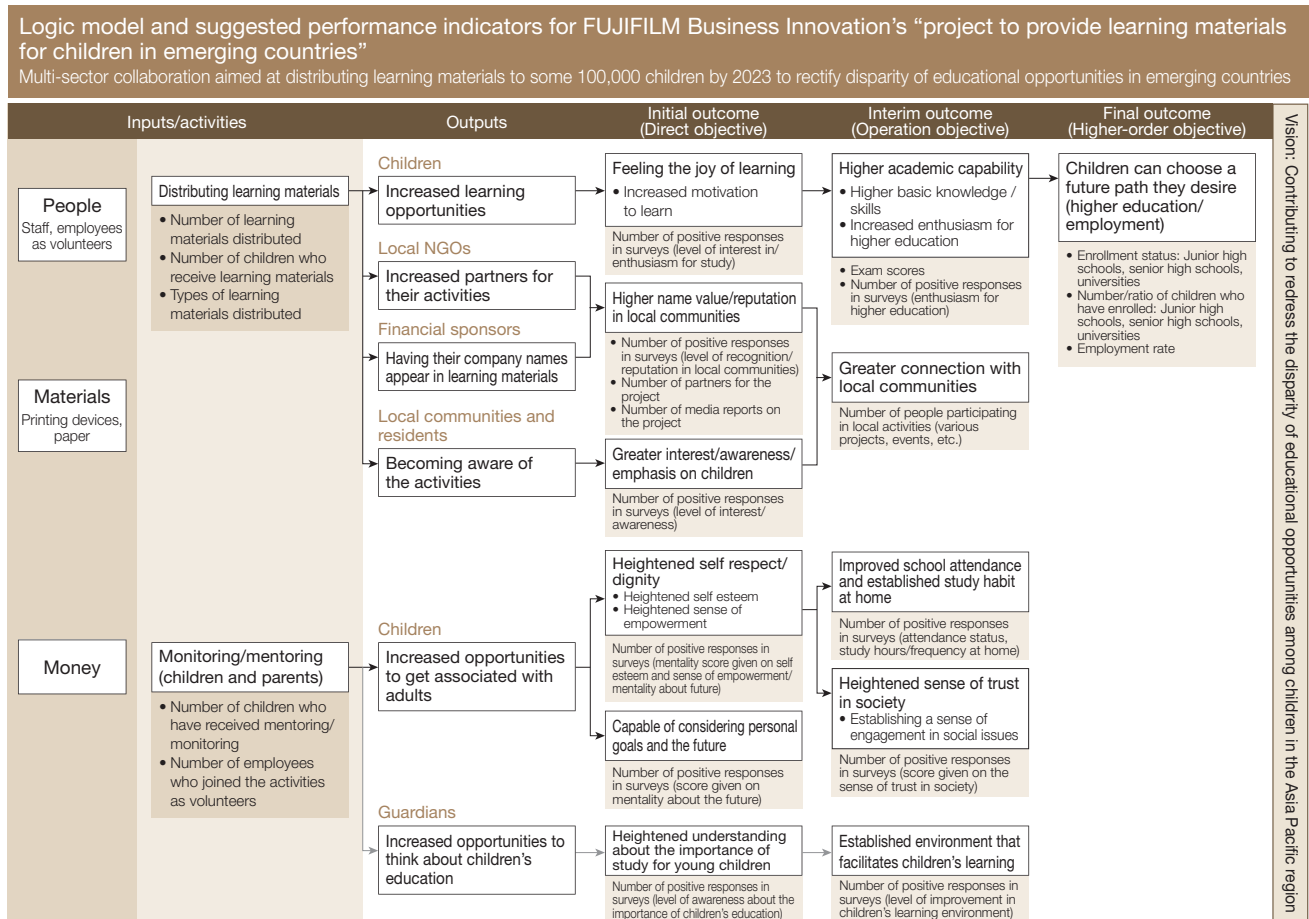 Logic model and suggested performance indicators for FUJIFILM Business Innovation's “project to provide learning materials
for children in emerging countries”
Multi-sector collaboration aimed at distributing learning materials to some 100,000 children by 2023 to rectify disparity of educational opportunities in emerging countries
Inputs/activities
Outputs
Initial outcome
(Direct objective)
Interim outcome
(Operation objective)
Final outcome
(Higher-order objective)
People
Staff, employees
as volunteers
Materials
Printing devices,
paper
Money
Distributing learning materials
• Number of learning
materials distributed
• Number of children who
receive learning materials
• Types of learning
materials distributed
Monitoring/mentoring
(children and parents)
• Number of children who
have received mentoring/
monitoring
• Number of employees
who joined the activities
as volunteers
Children
Increased learning
opportunities
Local NGOs
Increased partners for
their activities
Financial sponsors
Having their company names
appear in learning materials
Local communities and
residents
Becoming aware of
the activities
Children
Increased opportunities
to get associated with
adults
Guardians
Increased opportunities to
think about children's
education
Feeling the joy of learning
• Increased motivation
to learn
Number of positive responses
in surveys (level of interest in/
enthusiasm for study)
Higher name value/reputation
in local communities
• Number of positive responses
in surveys (level of recognition/
reputation in local communities)
• Number of partners for the
project
• Number of media reports on
the project
Greater interest/awareness/
emphasis on children
Number of positive responses
in surveys (level of interest/
awareness)
Heightened self respect/
dignity
• Heightened self esteem
• Heightened sense of
empowerment
Number of positive responses in
surveys (mentality score given on self
esteem and sense of empowerment/
mentality about future)
Capable of considering personal
goals and the future
Number of positive responses
in surveys (score given on
mentality about the future)
Heightened understanding
about the importance of
study for young children
Number of positive responses in
surveys (level of awareness about the
importance of children's education)
Higher academic capability
• Higher basic knowledge /
skills
• Increased enthusiasm for
higher education
• Exam scores
• Number of positive responses
in surveys (enthusiasm for
higher education)
Greater connection with
local communities
Number of people participating
in local activities (various
projects, events, etc.)
Improved school attendance
and established study habit
at home
Number of positive responses
in surveys (attendance status,
study hours/frequency at home)
Heightened sense of trust
in society
• Establishing a sense of
engagement in social issues
Number of positive responses
in surveys (score given on the
sense of trust in society)
Established environment that
facilitates children's learning
Number of positive responses in
surveys (level of improvement in
children's learning environment)
Children can choose a
future path they desire
(higher education/
employment)
• Enrollment status: Junior high
schools, senior high schools,
universities
• Number/ratio of children who
have enrolled: Junior high
schools, senior high schools,
universities
• Employment rate
Vision: Contributing to redress the disparity of educational opportunities among children in the Asia Pacific region